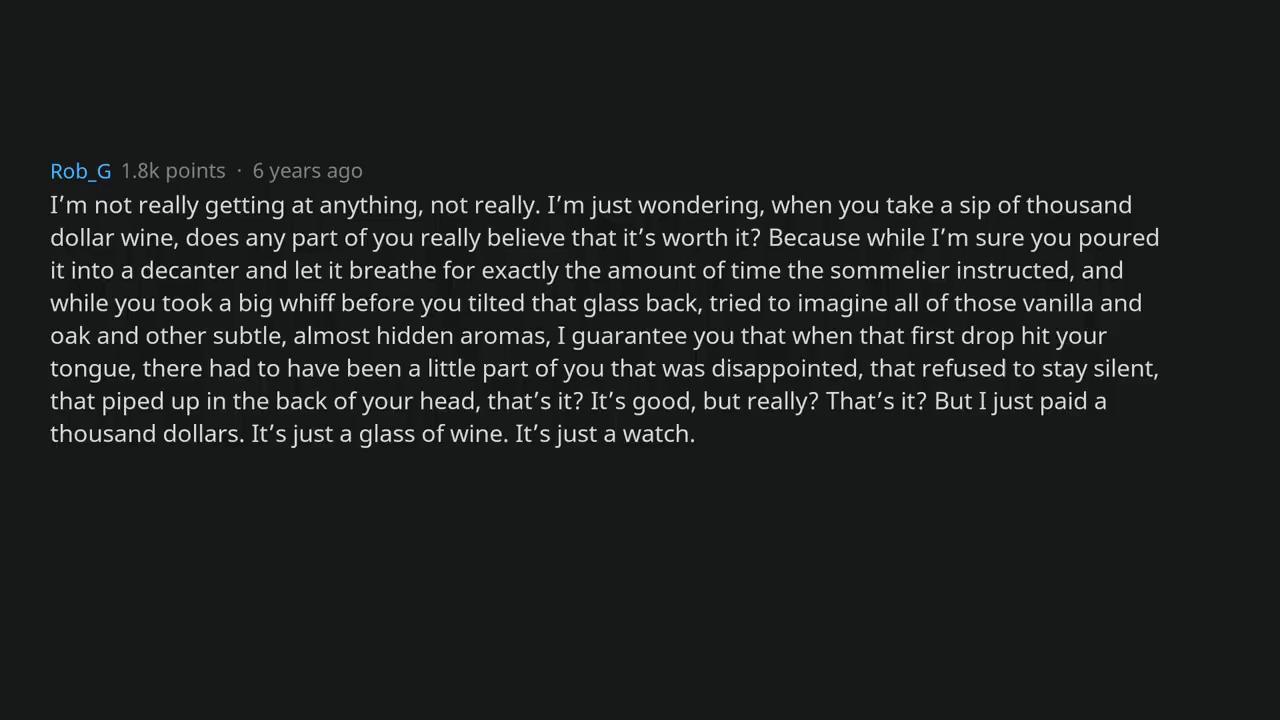 Rob_G 1.8k points · 6 years ago
I’m not really getting at anything, not really. I’m just wondering, when you take a sip of thousand
dollar wine, does any part of you really believe that it’s worth it? Because while I’m sure you poured
it into a decanter and let it breathe for exactly the amount of time the sommelier instructed, and
while you took a big whiff before you tilted that glass back, tried to imagine all of those vanilla and
oak and other subtle, almost hidden aromas, I guarantee you that when that first drop hit your
tongue, there had to have been a little part of you that was disappointed, that refused to stay silent,
that piped up in the back of your head, that’s it? It’s good, but really? That’s it? But I just paid a
thousand dollars. It’s just a glass of wine. It’s just a watch.